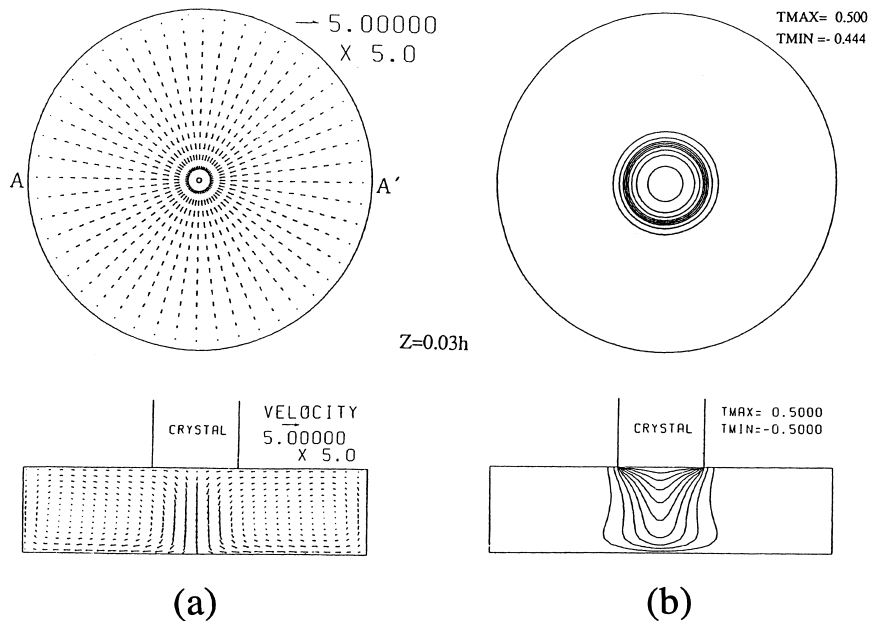 → 5.00000
X 5.0
TMAX= 0.500
TMIN =- 0.444
A
A′
Z=0.03h
CRYSTAL
VELOCITY
5.00000
X 5.0
CRYSTAL
TMAX= 0.5000
TMIN=-0.5000
(a)
(b)